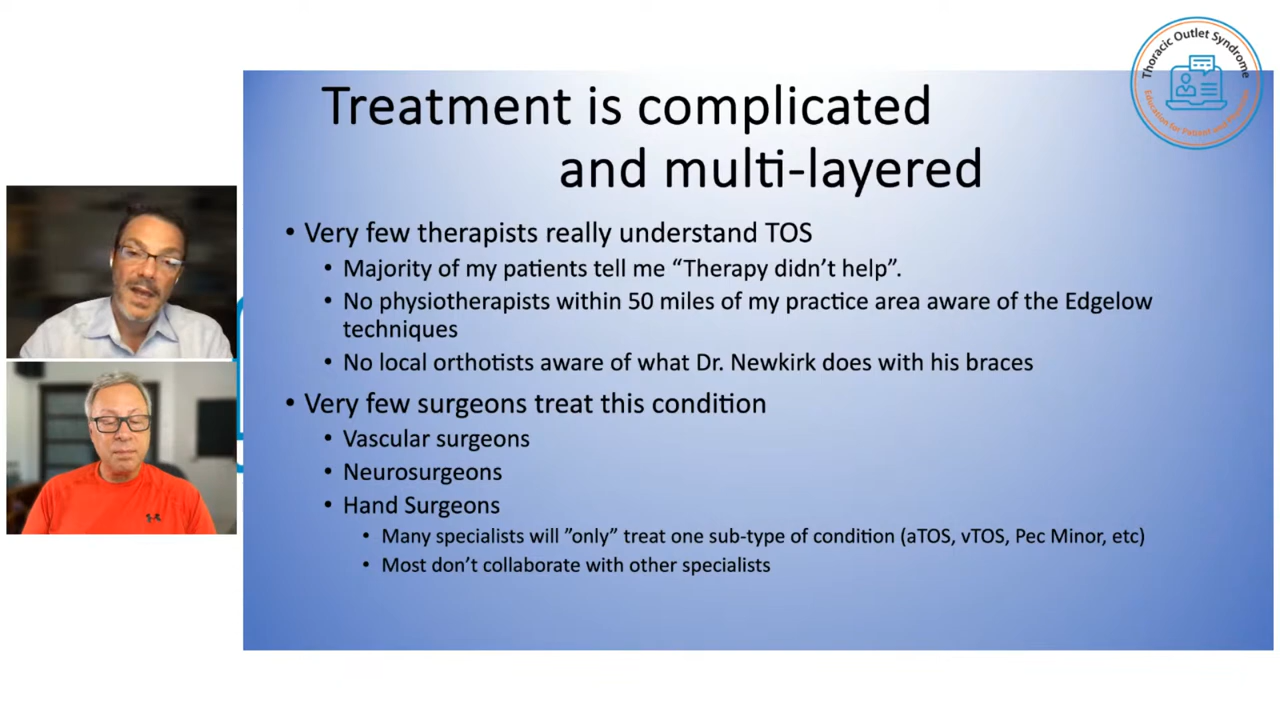 Thoracic Outlet Syndrome
Education for Patient and
Treatment is complicated
and multi-layered
• Very few therapists really understand TOS
• Majority of my patients tell me “Therapy didn’t help”.
• No physiotherapists within 50 miles of my practice area aware of the Edgelow
techniques
• No local orthotists aware of what Dr. Newkirk does with his braces
• Very few surgeons treat this condition
• Vascular surgeons
• Neurosurgeons
• Hand Surgeons
• Many specialists will ”only” treat one sub-type of condition (aTOS, vTOS, Pec Minor, etc)
• Most don’t collaborate with other specialists